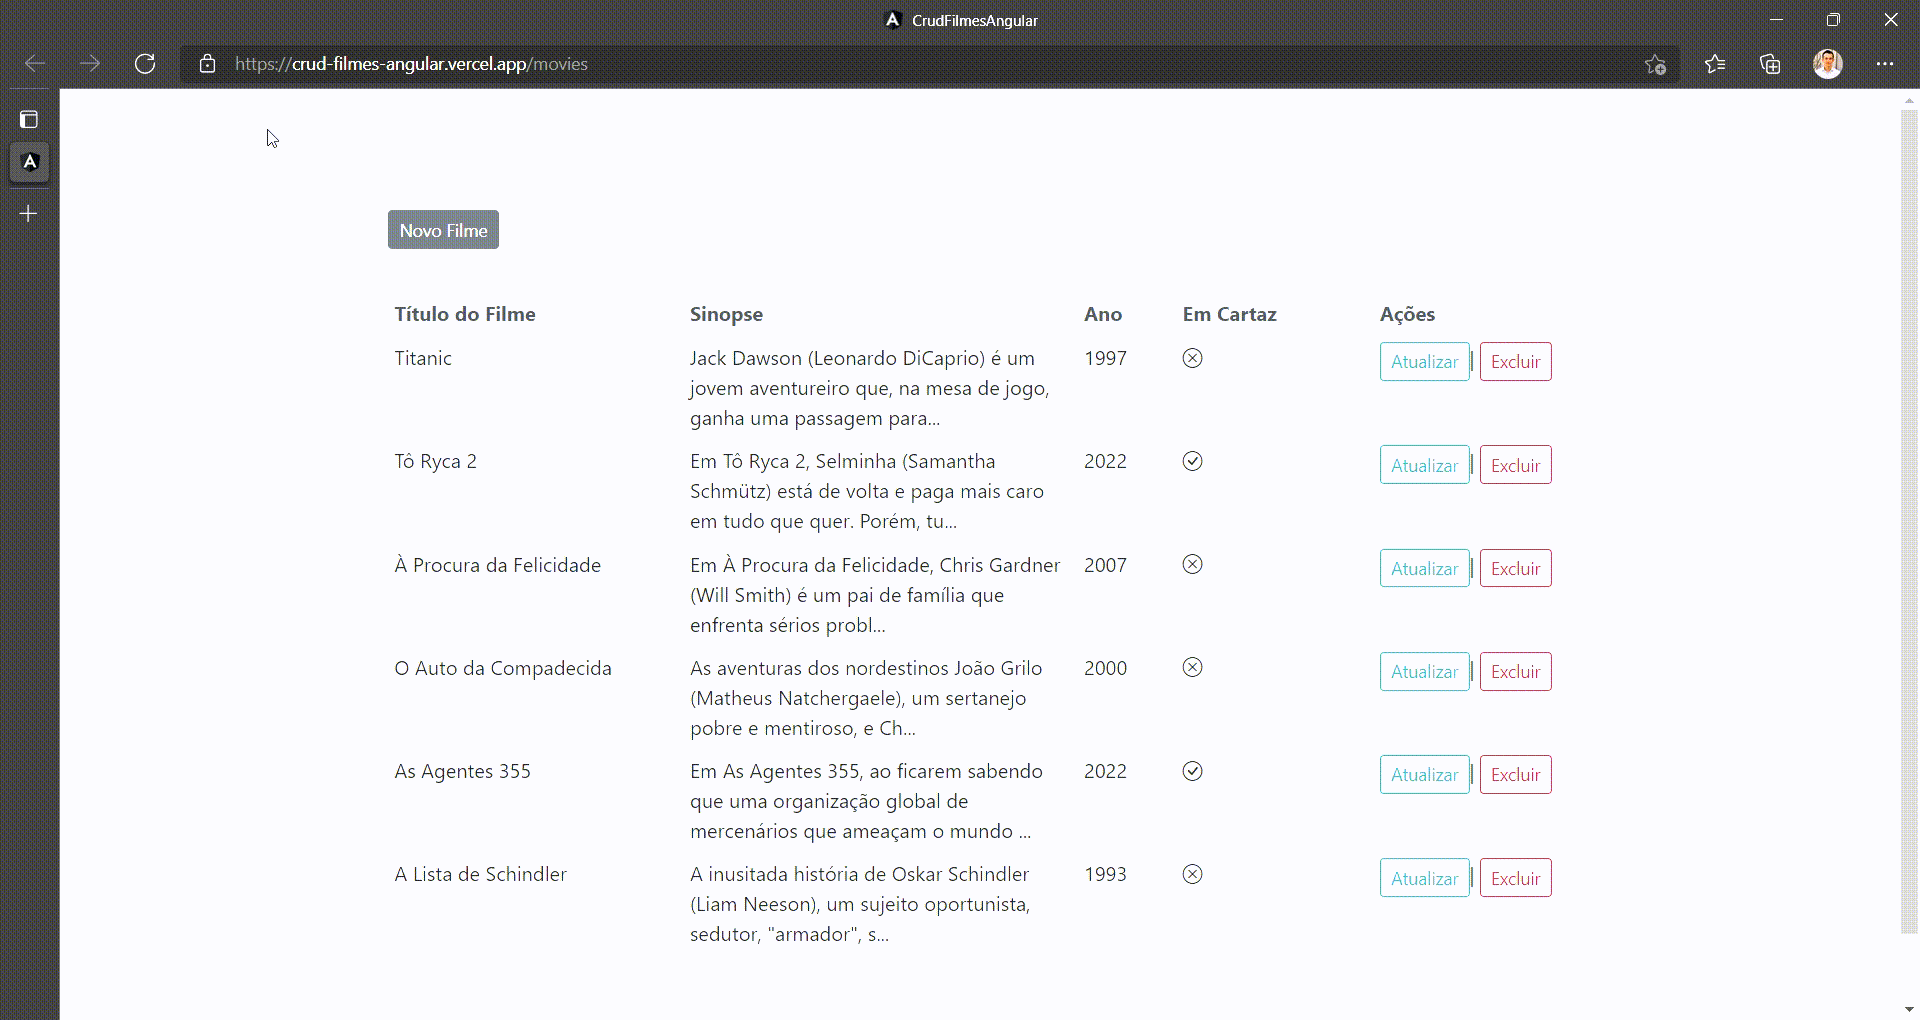 CrudFilmesAngular
https://crud-filmes-angular.vercel.app/movies
Novo Filme
Título do Filme Sinopse Ano Em Cartaz Ações
Titanic Jack Dawson (Leonardo DiCaprio) é um 1997 Atualizar | Excluir
jovem aventureiro que, na mesa de jogo,
ganha uma passagem para...
Tô Ryca 2 Em Tô Ryca 2, Selminha (Samantha 2022 Atualizar | Excluir
Schmütz) está de volta e paga mais caro
em tudo que quer. Porém, tu...
À Procura da Felicidade Em À Procura da Felicidade, Chris Gardner 2007 Atualizar | Excluir
(Will Smith) é um pai de família que
enfrenta sérios probl...
O Auto da Compadecida As aventuras dos nordestinos João Grilo 2000 Atualizar | Excluir
(Matheus Natchergaele), um sertanejo
pobre e mentiroso, e Ch...
As Agentes 355 Em As Agentes 355, ao ficarem sabendo 2022 Atualizar | Excluir
que uma organização global de
mercenários que ameaçam o mundo ...
A Lista de Schindler A inusitada história de Oskar Schindler 1993 Atualizar | Excluir
(Liam Neeson), um sujeito oportunista,
sedutor, "armador", s...